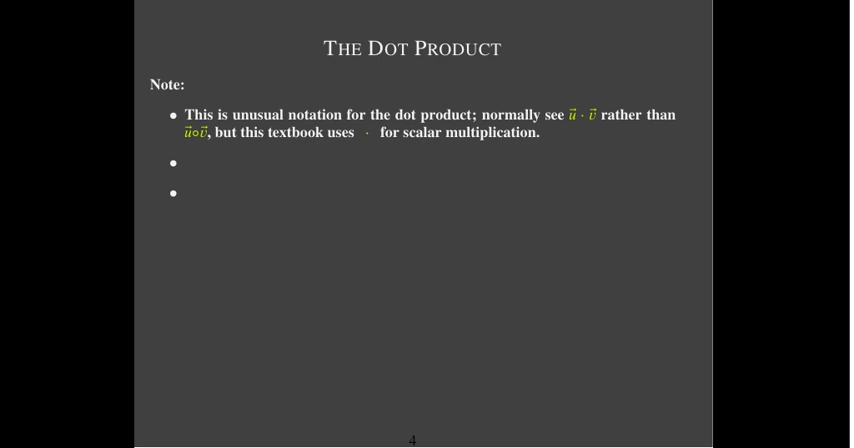 THE DOT PRODUCT
Note:
• This is unusual notation for the dot product; normally see u⃗ · v⃗ rather than
u⃗∘v⃗, but this textbook uses · for scalar multiplication.
•
•
4